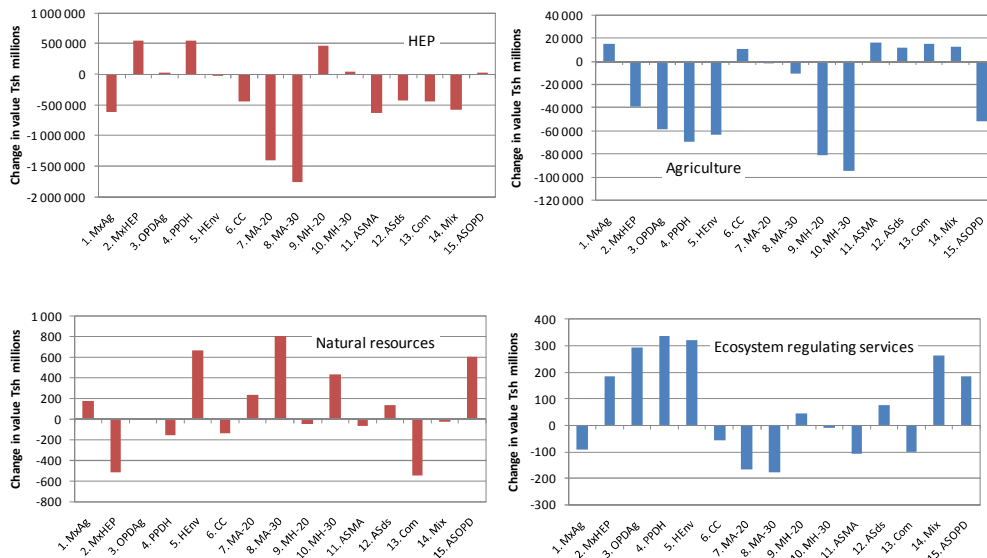 HEP
Change in value Tsh millions
1 000 000
500 000
0
-500 000
-1 000 000
-1 500 000
-2 000 000
1. MxAg
2. MxHEP
3. OPDAg
4. PPDH
5. HEnv
6. CC
7. MA-20
8. MA-30
9. MH-20
10. MH-30
11. ASMA
12. ASds
13. Com
14. Mix
15. ASOPD
Agriculture
Change in value Tsh millions
40 000
20 000
0
-20 000
-40 000
-60 000
-80 000
-100 000
-120 000
1. MxAg
2. MxHEP
3. OPDAg
4. PPDH
5. HEnv
6. CC
7. MA-20
8. MA-30
9. MH-20
10. MH-30
11. ASMA
12. ASds
13. Com
14. Mix
15. ASOPD
Natural resources
Change in value Tsh millions
1 000
800
600
400
200
0
-200
-400
-600
-800
1. MxAg
2. MxHEP
3. OPDAg
4. PPDH
5. HEnv
6. CC
7. MA-20
8. MA-30
9. MH-20
10. MH-30
11. ASMA
12. ASds
13. Com
14. Mix
15. ASOPD
Ecosystem regulating services
Change in value Tsh millions
400
300
200
100
0
-100
-200
-300
1. MxAg
2. MxHEP
3. OPDAg
4. PPDH
5. HEnv
6. CC
7. MA-20
8. MA-30
9. MH-20
10. MH-30
11. ASMA
12. ASds
13. Com
14. Mix
15. ASOPD